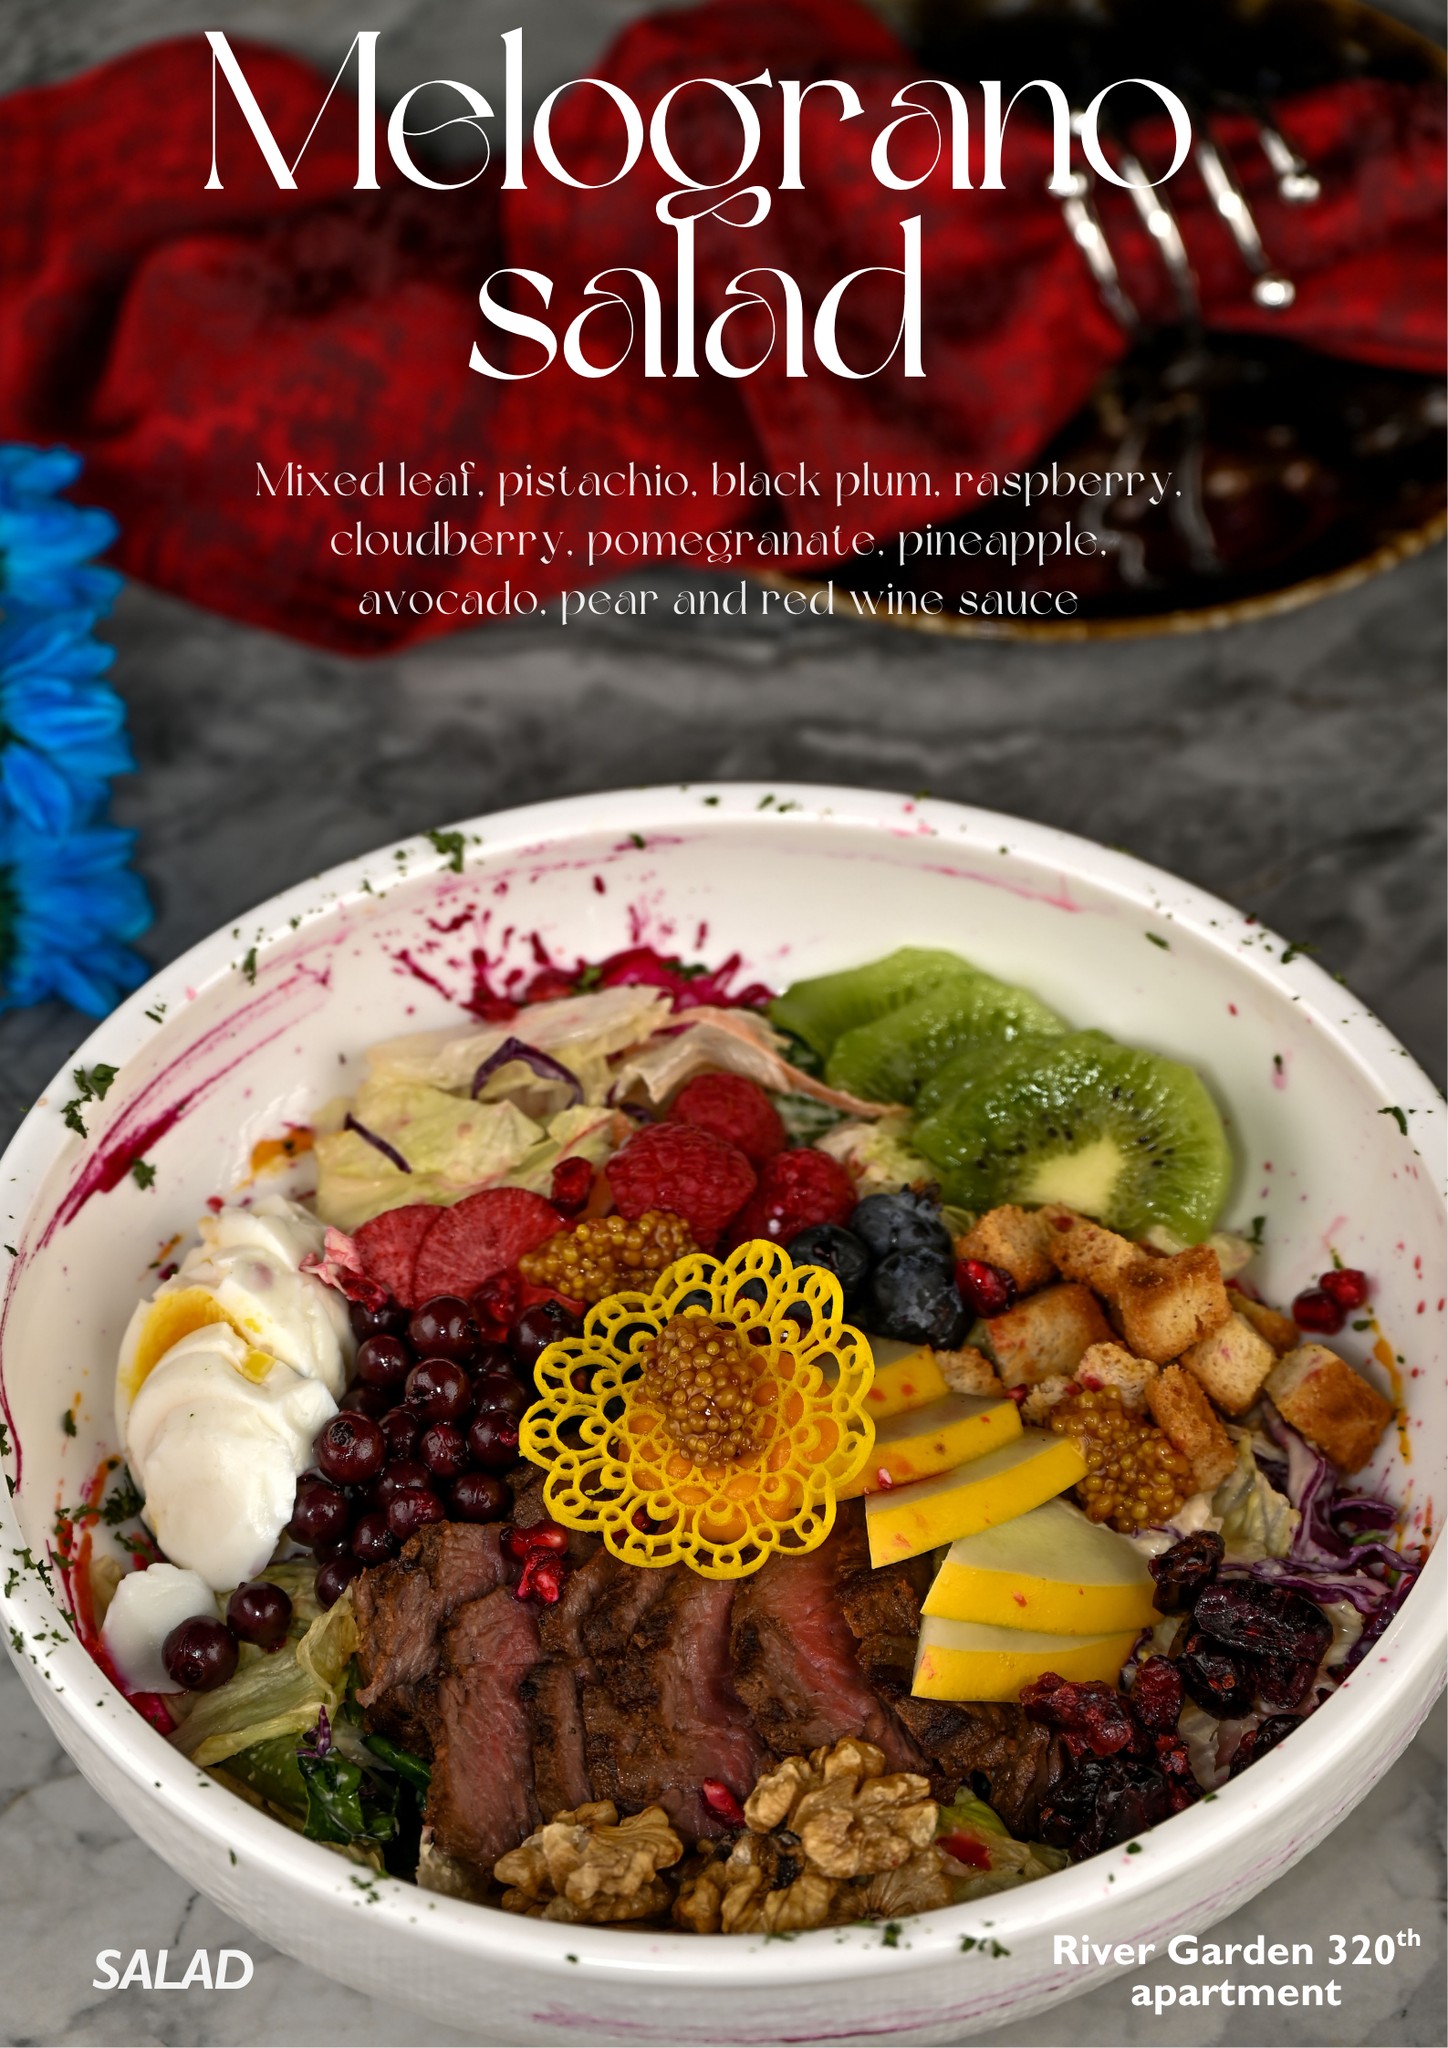 Melograno
salad
Mixed leaf, pistachio, black plum, raspberry,
cloudberry, pomegranate, pineapple,
avocado, pear and red wine sauce
SALAD
River Garden 320th
apartment